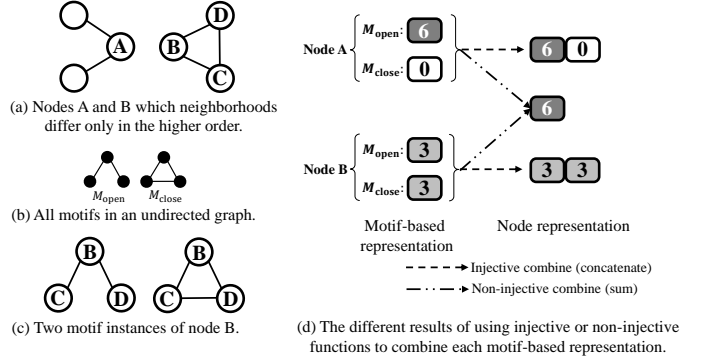 A
B
D
C
(a) Nodes A and B which neighborhoods
differ only in the higher order.
M_open
M_close
(b) All motifs in an undirected graph.
B
C
D
B
C
D
(c) Two motif instances of node B.
Node A
M_open: 6
M_close: 0
6 0
6
Node B
M_open: 3
M_close: 3
3 3
Motif-based
representation
Node representation
Injective combine (concatenate)
Non-injective combine (sum)
(d) The different results of using injective or non-injective
functions to combine each motif-based representation.